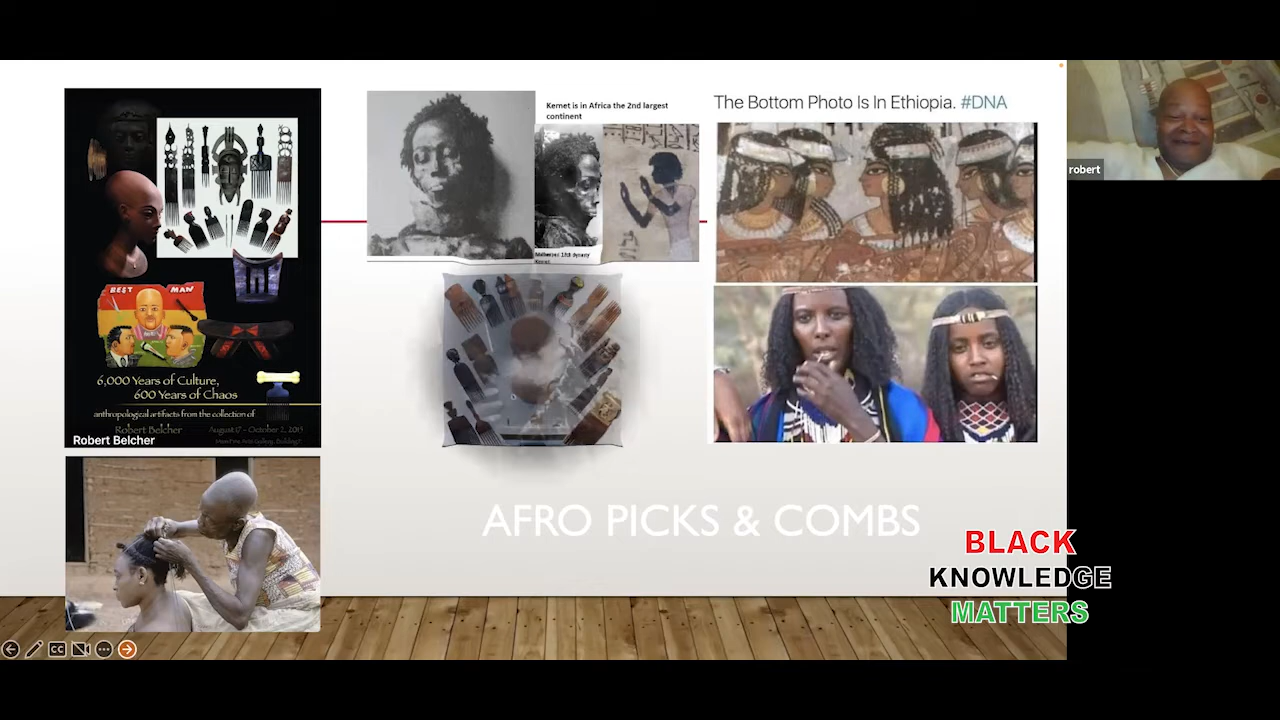 BEST MAN
6,000 Years of Culture,
600 Years of Chaos
anthropological artifacts from the collection of
Robert Belcher
August 17 - October 2, 2013
Robert Belcher
Kemet is in Africa the 2nd largest
continent
The Bottom Photo Is In Ethiopia. #DNA
robert
AFRO PICKS & COMBS
BLACK
KNOWLEDGE
MATTERS
CC